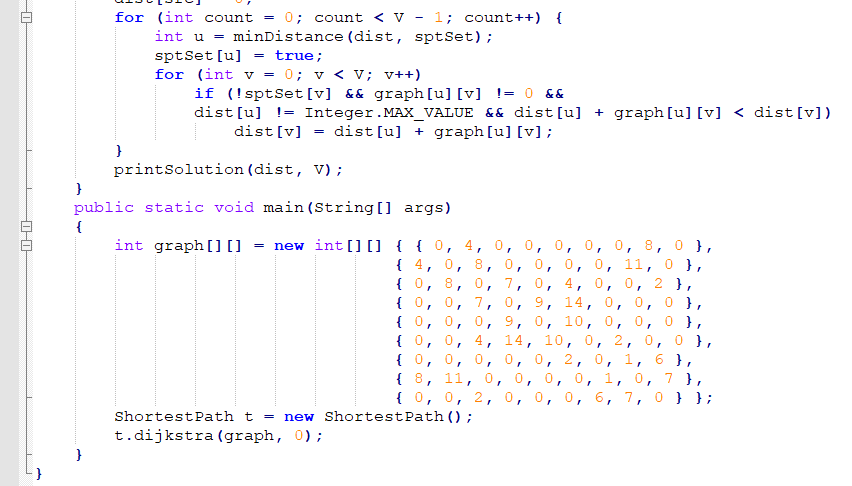 dist[src] = 0;
for (int count = 0; count < V - 1; count++) {
int u = minDistance(dist, sptSet);
sptSet[u] = true;
for (int v = 0; v < V; v++)
if (!sptSet[v] && graph[u][v] != 0 &&
dist[u] != Integer.MAX_VALUE && dist[u] + graph[u][v] < dist[v])
dist[v] = dist[u] + graph[u][v];
}
printSolution(dist, V);
}
public static void main(String[] args)
{
int graph[][] = new int[][] { { 0, 4, 0, 0, 0, 0, 0, 8, 0 },
{ 4, 0, 8, 0, 0, 0, 0, 11, 0 },
{ 0, 8, 0, 7, 0, 4, 0, 0, 2 },
{ 0, 0, 7, 0, 9, 14, 0, 0, 0 },
{ 0, 0, 0, 9, 0, 10, 0, 0, 0 },
{ 0, 0, 4, 14, 10, 0, 2, 0, 0 },
{ 0, 0, 0, 0, 0, 2, 0, 1, 6 },
{ 8, 11, 0, 0, 0, 0, 1, 0, 7 },
{ 0, 0, 2, 0, 0, 0, 6, 7, 0 } };
ShortestPath t = new ShortestPath();
t.dijkstra(graph, 0);
}
}